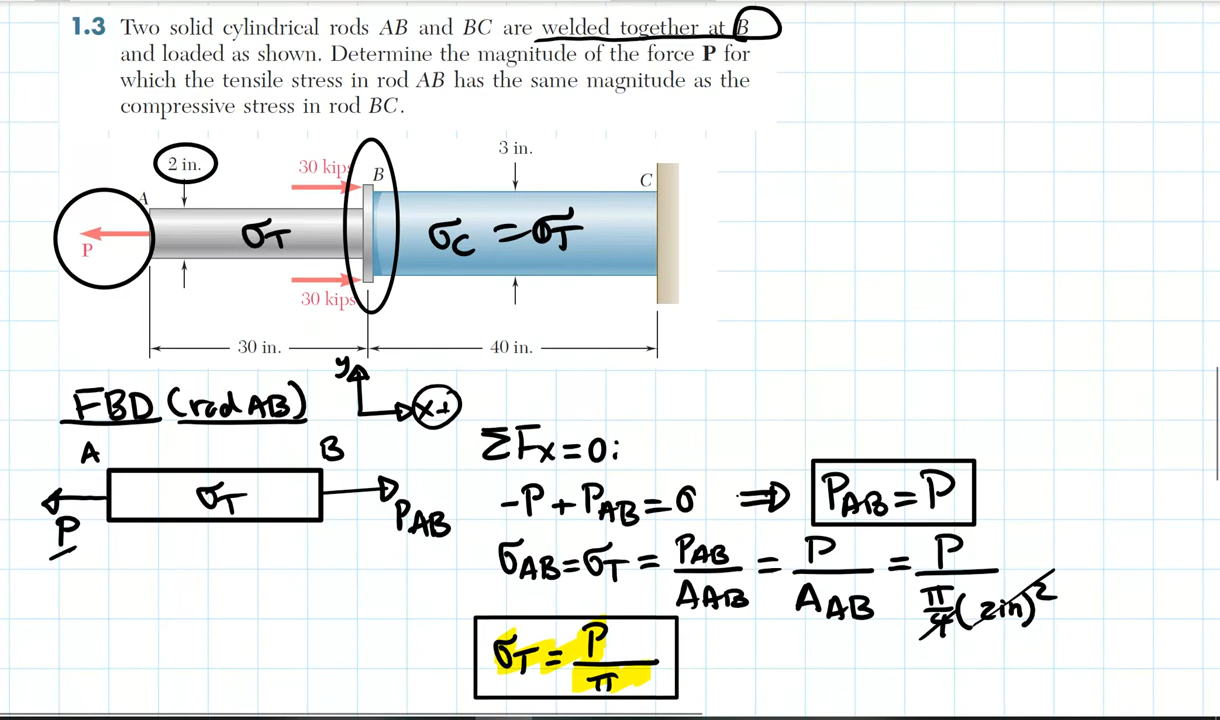 1.3 Two solid cylindrical rods AB and BC are welded together at B
and loaded as shown. Determine the magnitude of the force P for
which the tensile stress in rod AB has the same magnitude as the
compressive stress in rod BC.
3 in.
2 in.
30 kips
B
C
A
σT
σC = σT
P
30 kips
30 in.
40 in.
y
FBD (rod AB)
x+
A
B
ΣFx=0:
σT
P
PAB
-P+PAB=0 ⇒ PAB=P
σAB=σT = PAB/AAB = P/AAB = P/(π/4 (2in)²)
σT = P/π